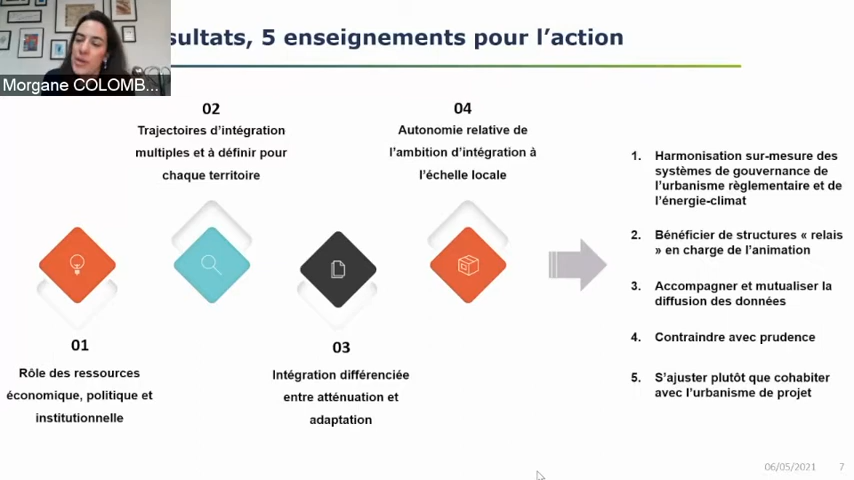 sultats, 5 enseignements pour l'action
Morgane COLOMB...
02
Trajectoires d'intégration
multiples et à définir pour
chaque territoire
04
Autonomie relative de
l'ambition d'intégration à
l'échelle locale
01
Rôle des ressources
économique, politique et
institutionnelle
03
Intégration différenciée
entre atténuation et
adaptation
1. Harmonisation sur-mesure des
systèmes de gouvernance de
l'urbanisme règlementaire et de
l'énergie-climat
2. Bénéficier de structures « relais
» en charge de l'animation
3. Accompagner et mutualiser la
diffusion des données
4. Contraindre avec prudence
5. S'ajuster plutôt que cohabiter
avec l'urbanisme de projet
06/05/2021 7